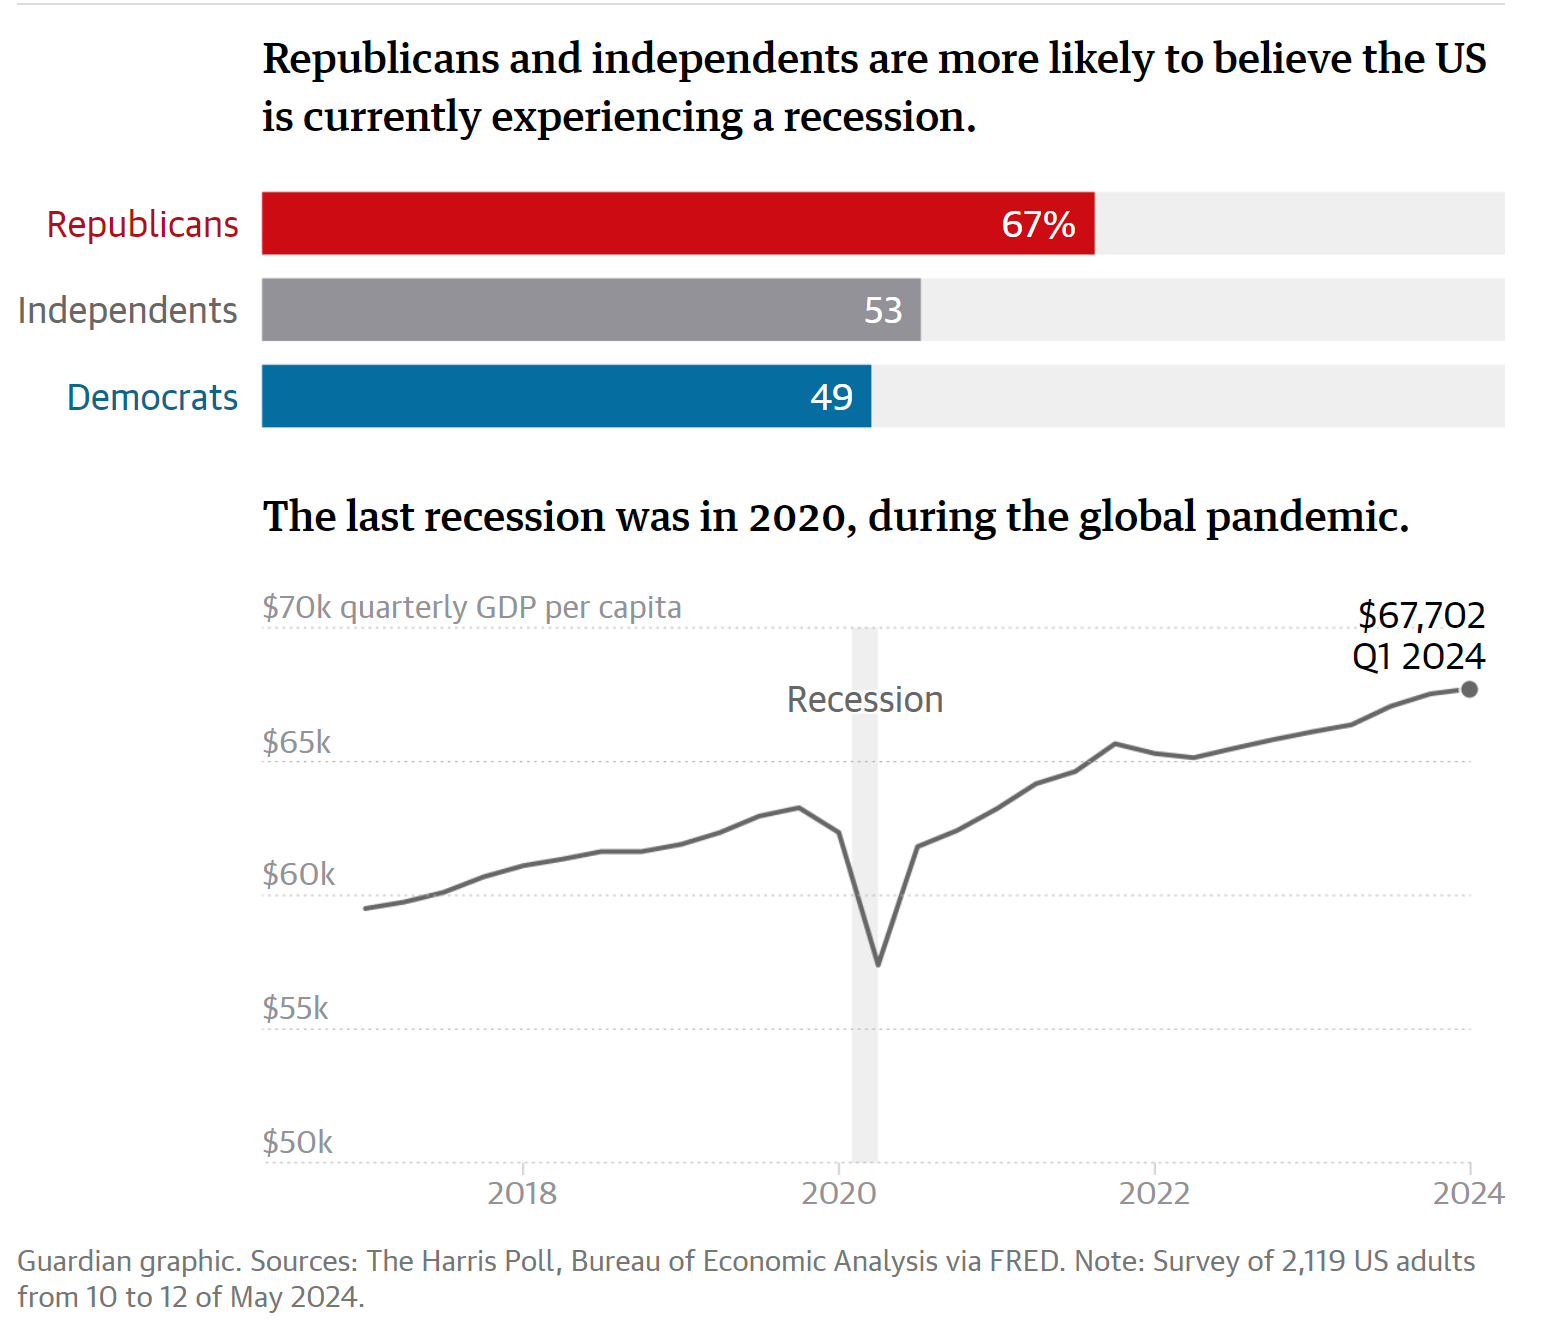 Republicans and independents are more likely to believe the US
is currently experiencing a recession.
Republicans
67%
Independents
53
Democrats
49
The last recession was in 2020, during the global pandemic.
$70k quarterly GDP per capita
$67,702
Q1 2024
Recession
$65k
$60k
$55k
$50k
2018
2020
2022
2024
Guardian graphic. Sources: The Harris Poll, Bureau of Economic Analysis via FRED. Note: Survey of 2,119 US adults
from 10 to 12 of May 2024.